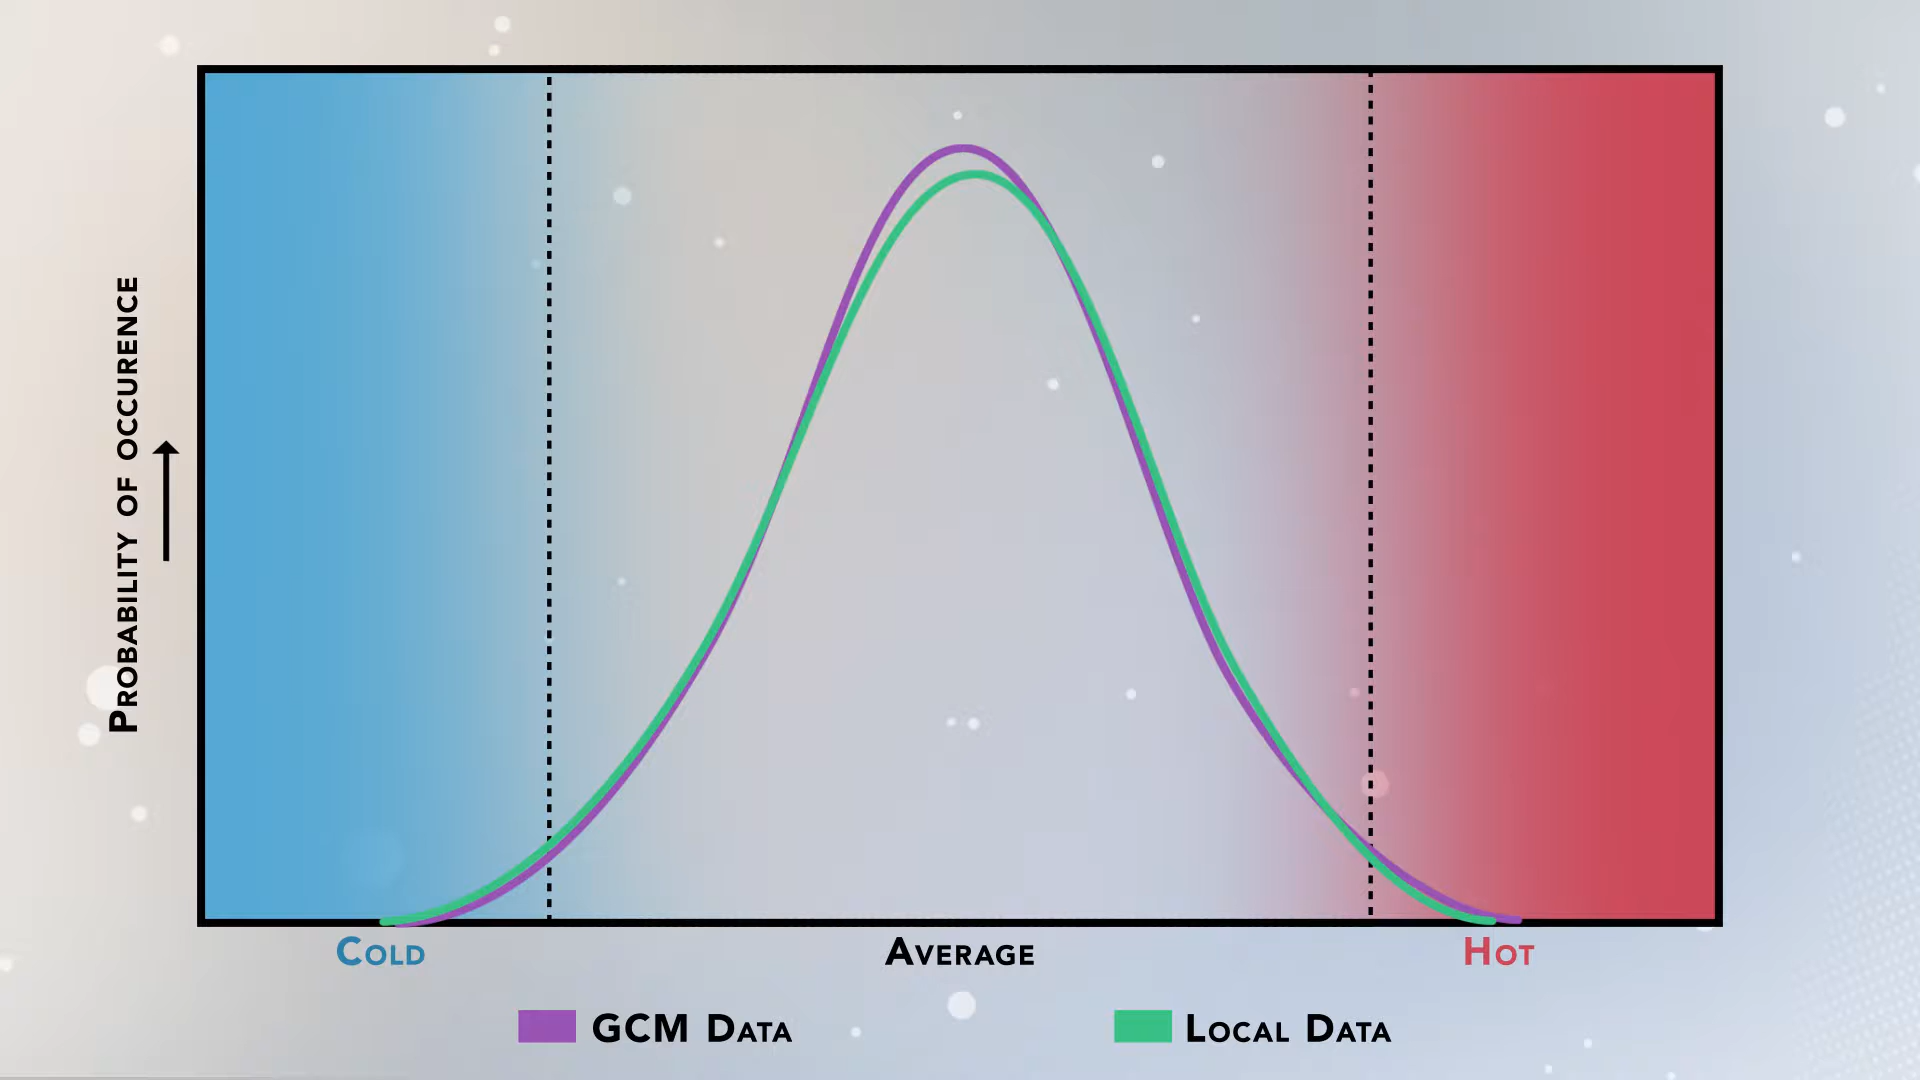 Probability of occurence
Cold
Average
Hot
GCM Data
Local Data